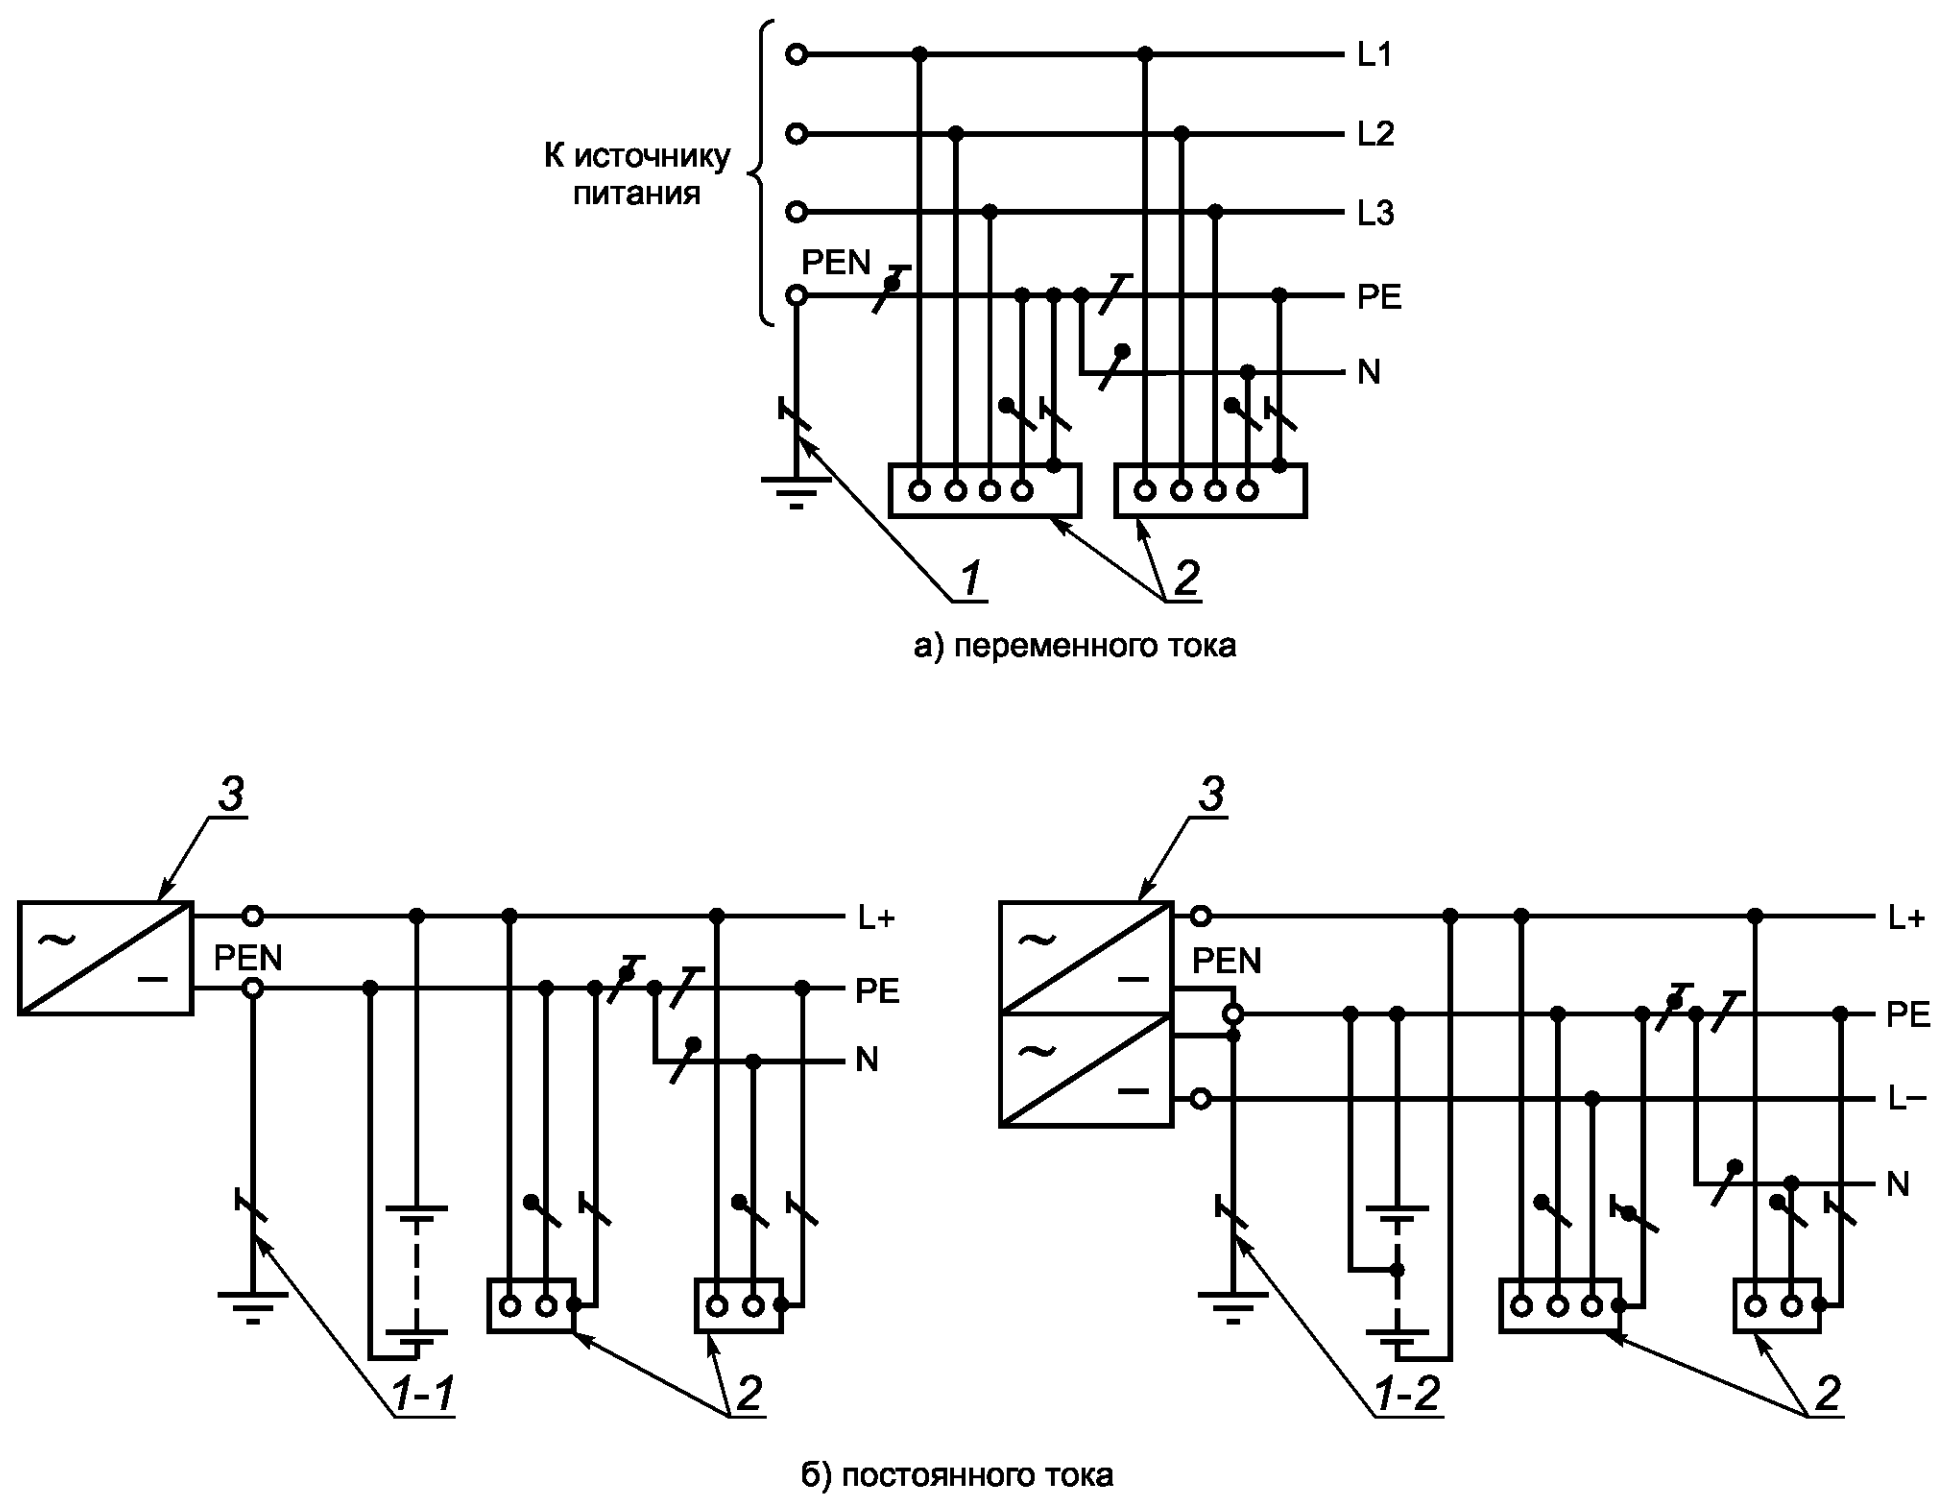 L1
L2
К источнику
питания
L3
PEN
PE
N
1
2
а) переменного тока
3
3
L+
L+
PEN
PEN
PE
PE
N
L–
N
1-1
2
1-2
2
б) постоянного тока